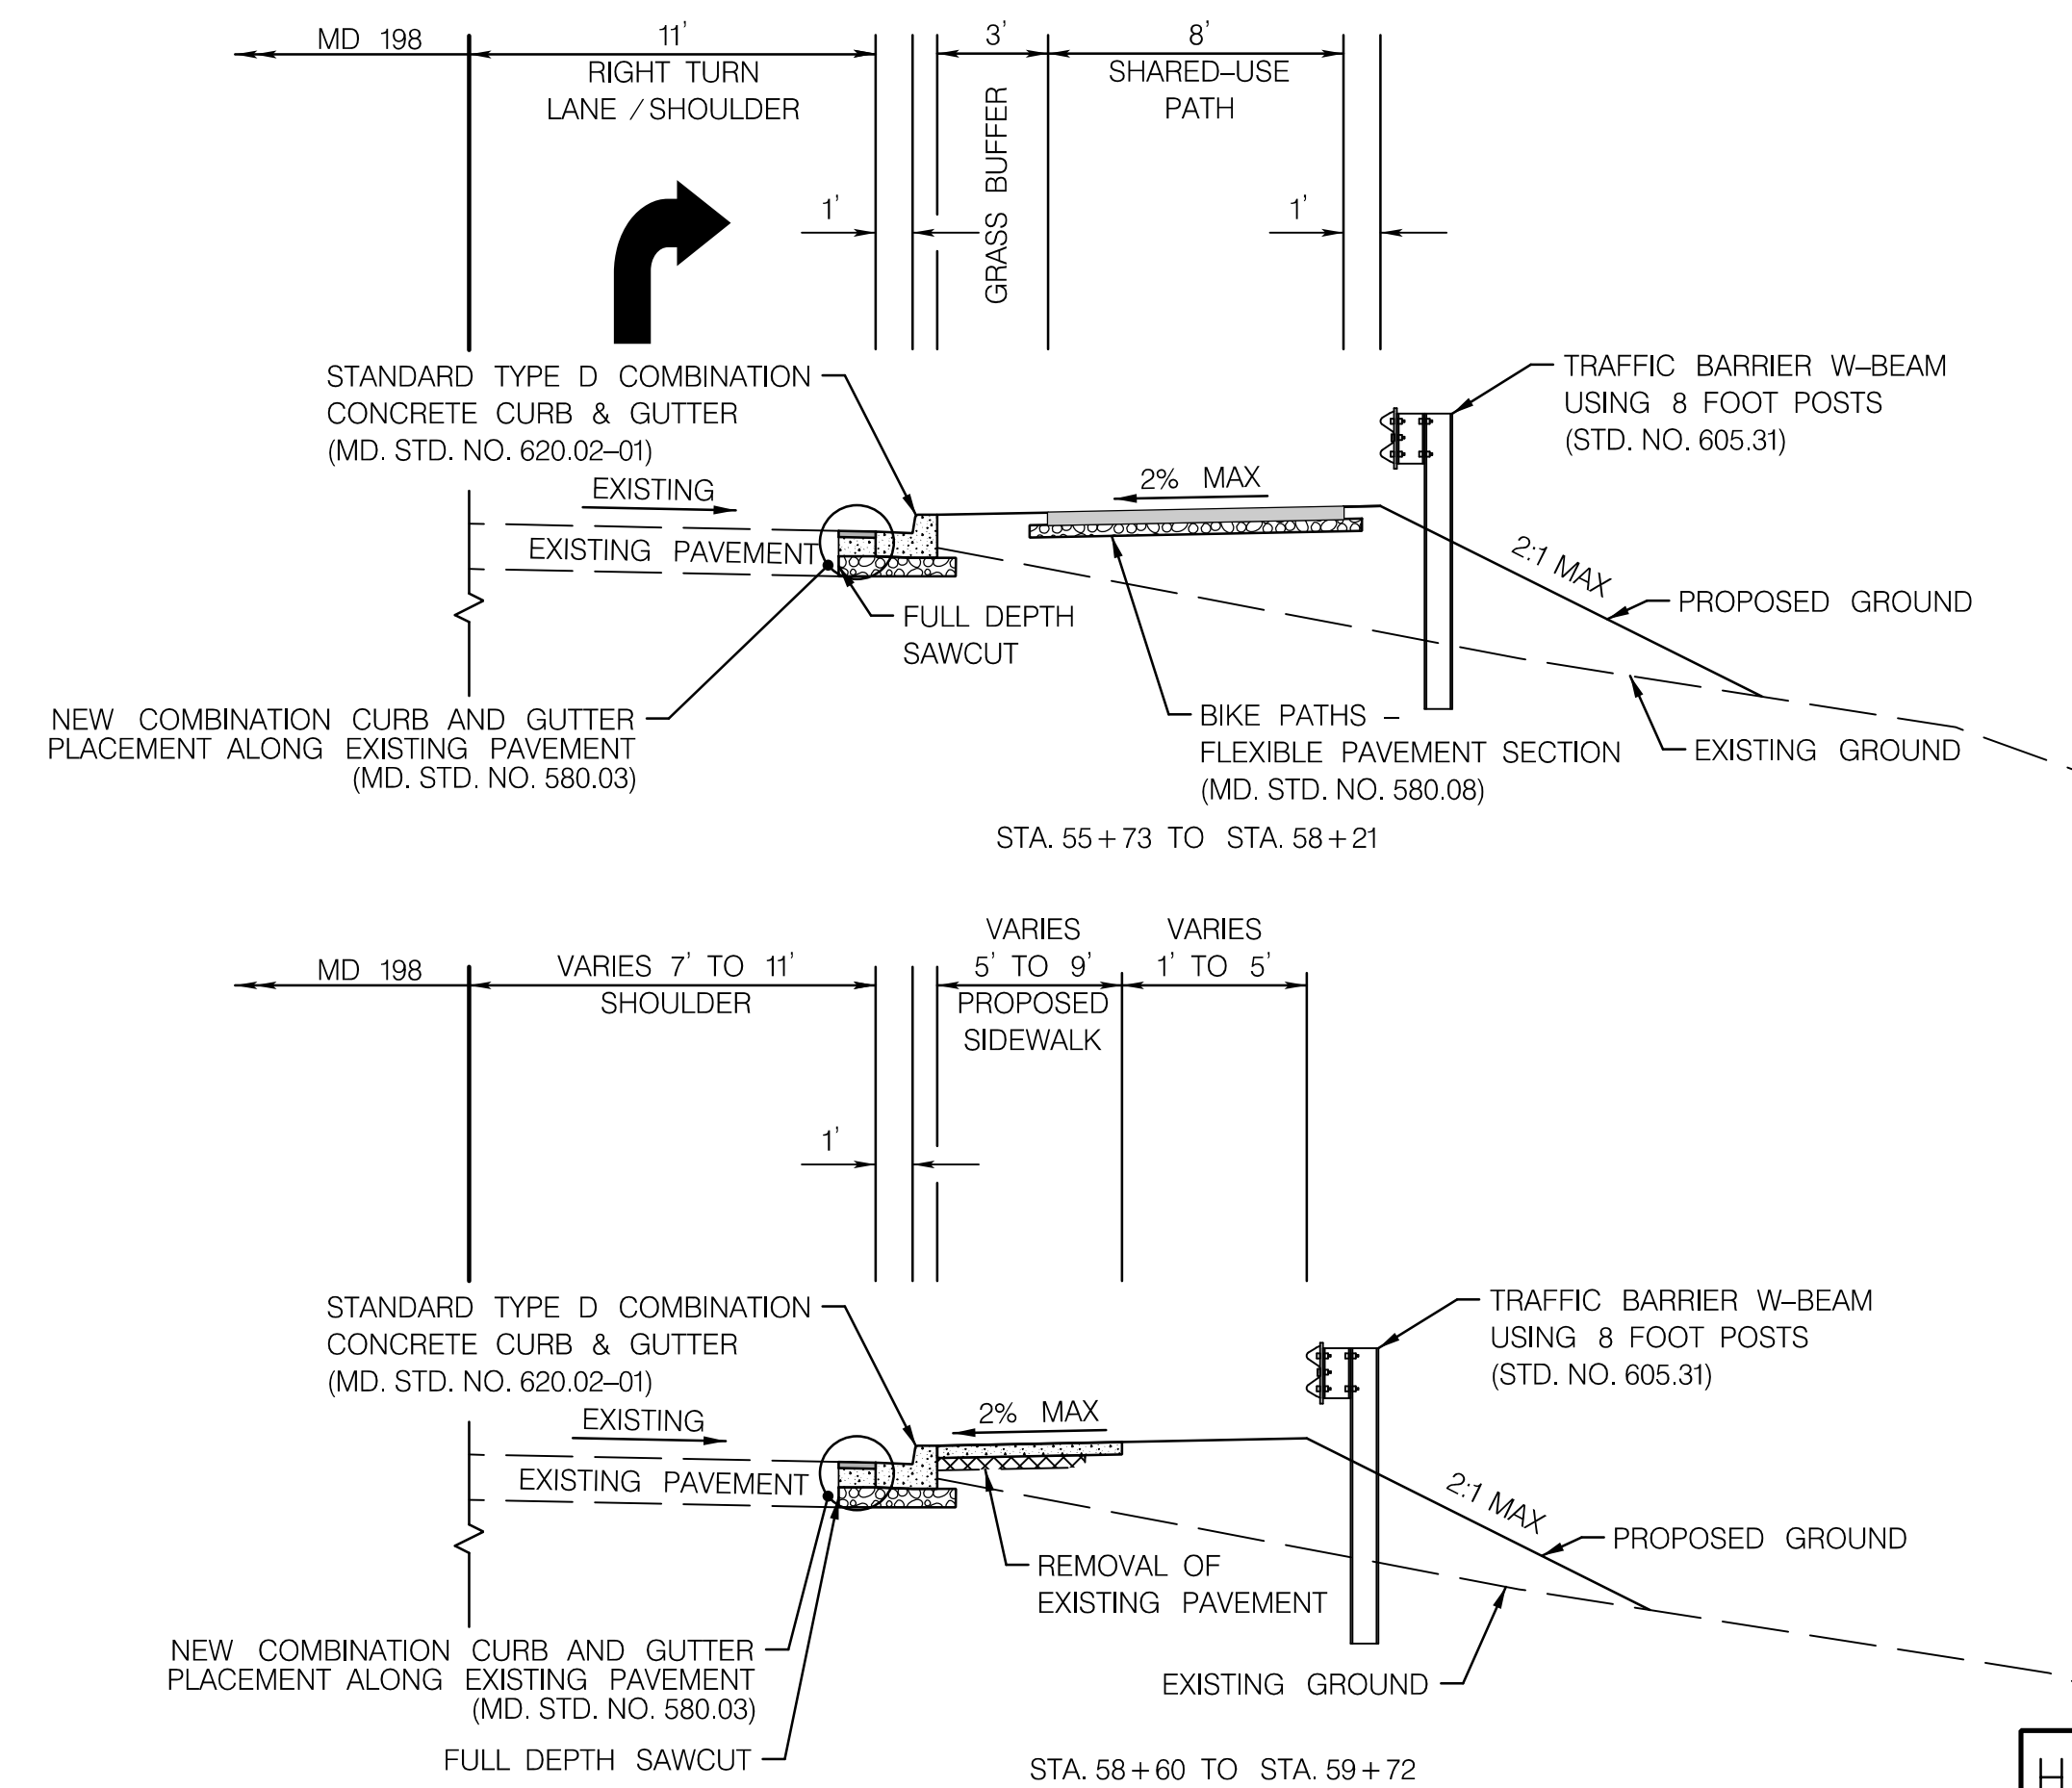 MD 198
11'
RIGHT TURN
LANE / SHOULDER
3'
GRASS BUFFER
8'
SHARED-USE
PATH
1'
1'
STANDARD TYPE D COMBINATION
CONCRETE CURB & GUTTER
(MD. STD. NO. 620.02-01)
TRAFFIC BARRIER W-BEAM
USING 8 FOOT POSTS
(STD. NO. 605.31)
EXISTING
2% MAX
EXISTING PAVEMENT
2:1 MAX
PROPOSED GROUND
FULL DEPTH
SAWCUT
NEW COMBINATION CURB AND GUTTER
PLACEMENT ALONG EXISTING PAVEMENT
(MD. STD. NO. 580.03)
BIKE PATHS -
FLEXIBLE PAVEMENT SECTION
(MD. STD. NO. 580.08)
EXISTING GROUND
STA. 55+73 TO STA. 58+21
MD 198
VARIES 7' TO 11'
SHOULDER
VARIES
5' TO 9'
PROPOSED
SIDEWALK
VARIES
1' TO 5'
1'
STANDARD TYPE D COMBINATION
CONCRETE CURB & GUTTER
(MD. STD. NO. 620.02-01)
TRAFFIC BARRIER W-BEAM
USING 8 FOOT POSTS
(STD. NO. 605.31)
EXISTING
2% MAX
EXISTING PAVEMENT
2:1 MAX
PROPOSED GROUND
REMOVAL OF
EXISTING PAVEMENT
NEW COMBINATION CURB AND GUTTER
PLACEMENT ALONG EXISTING PAVEMENT
(MD. STD. NO. 580.03)
EXISTING GROUND
FULL DEPTH SAWCUT
STA. 58+60 TO STA. 59+72